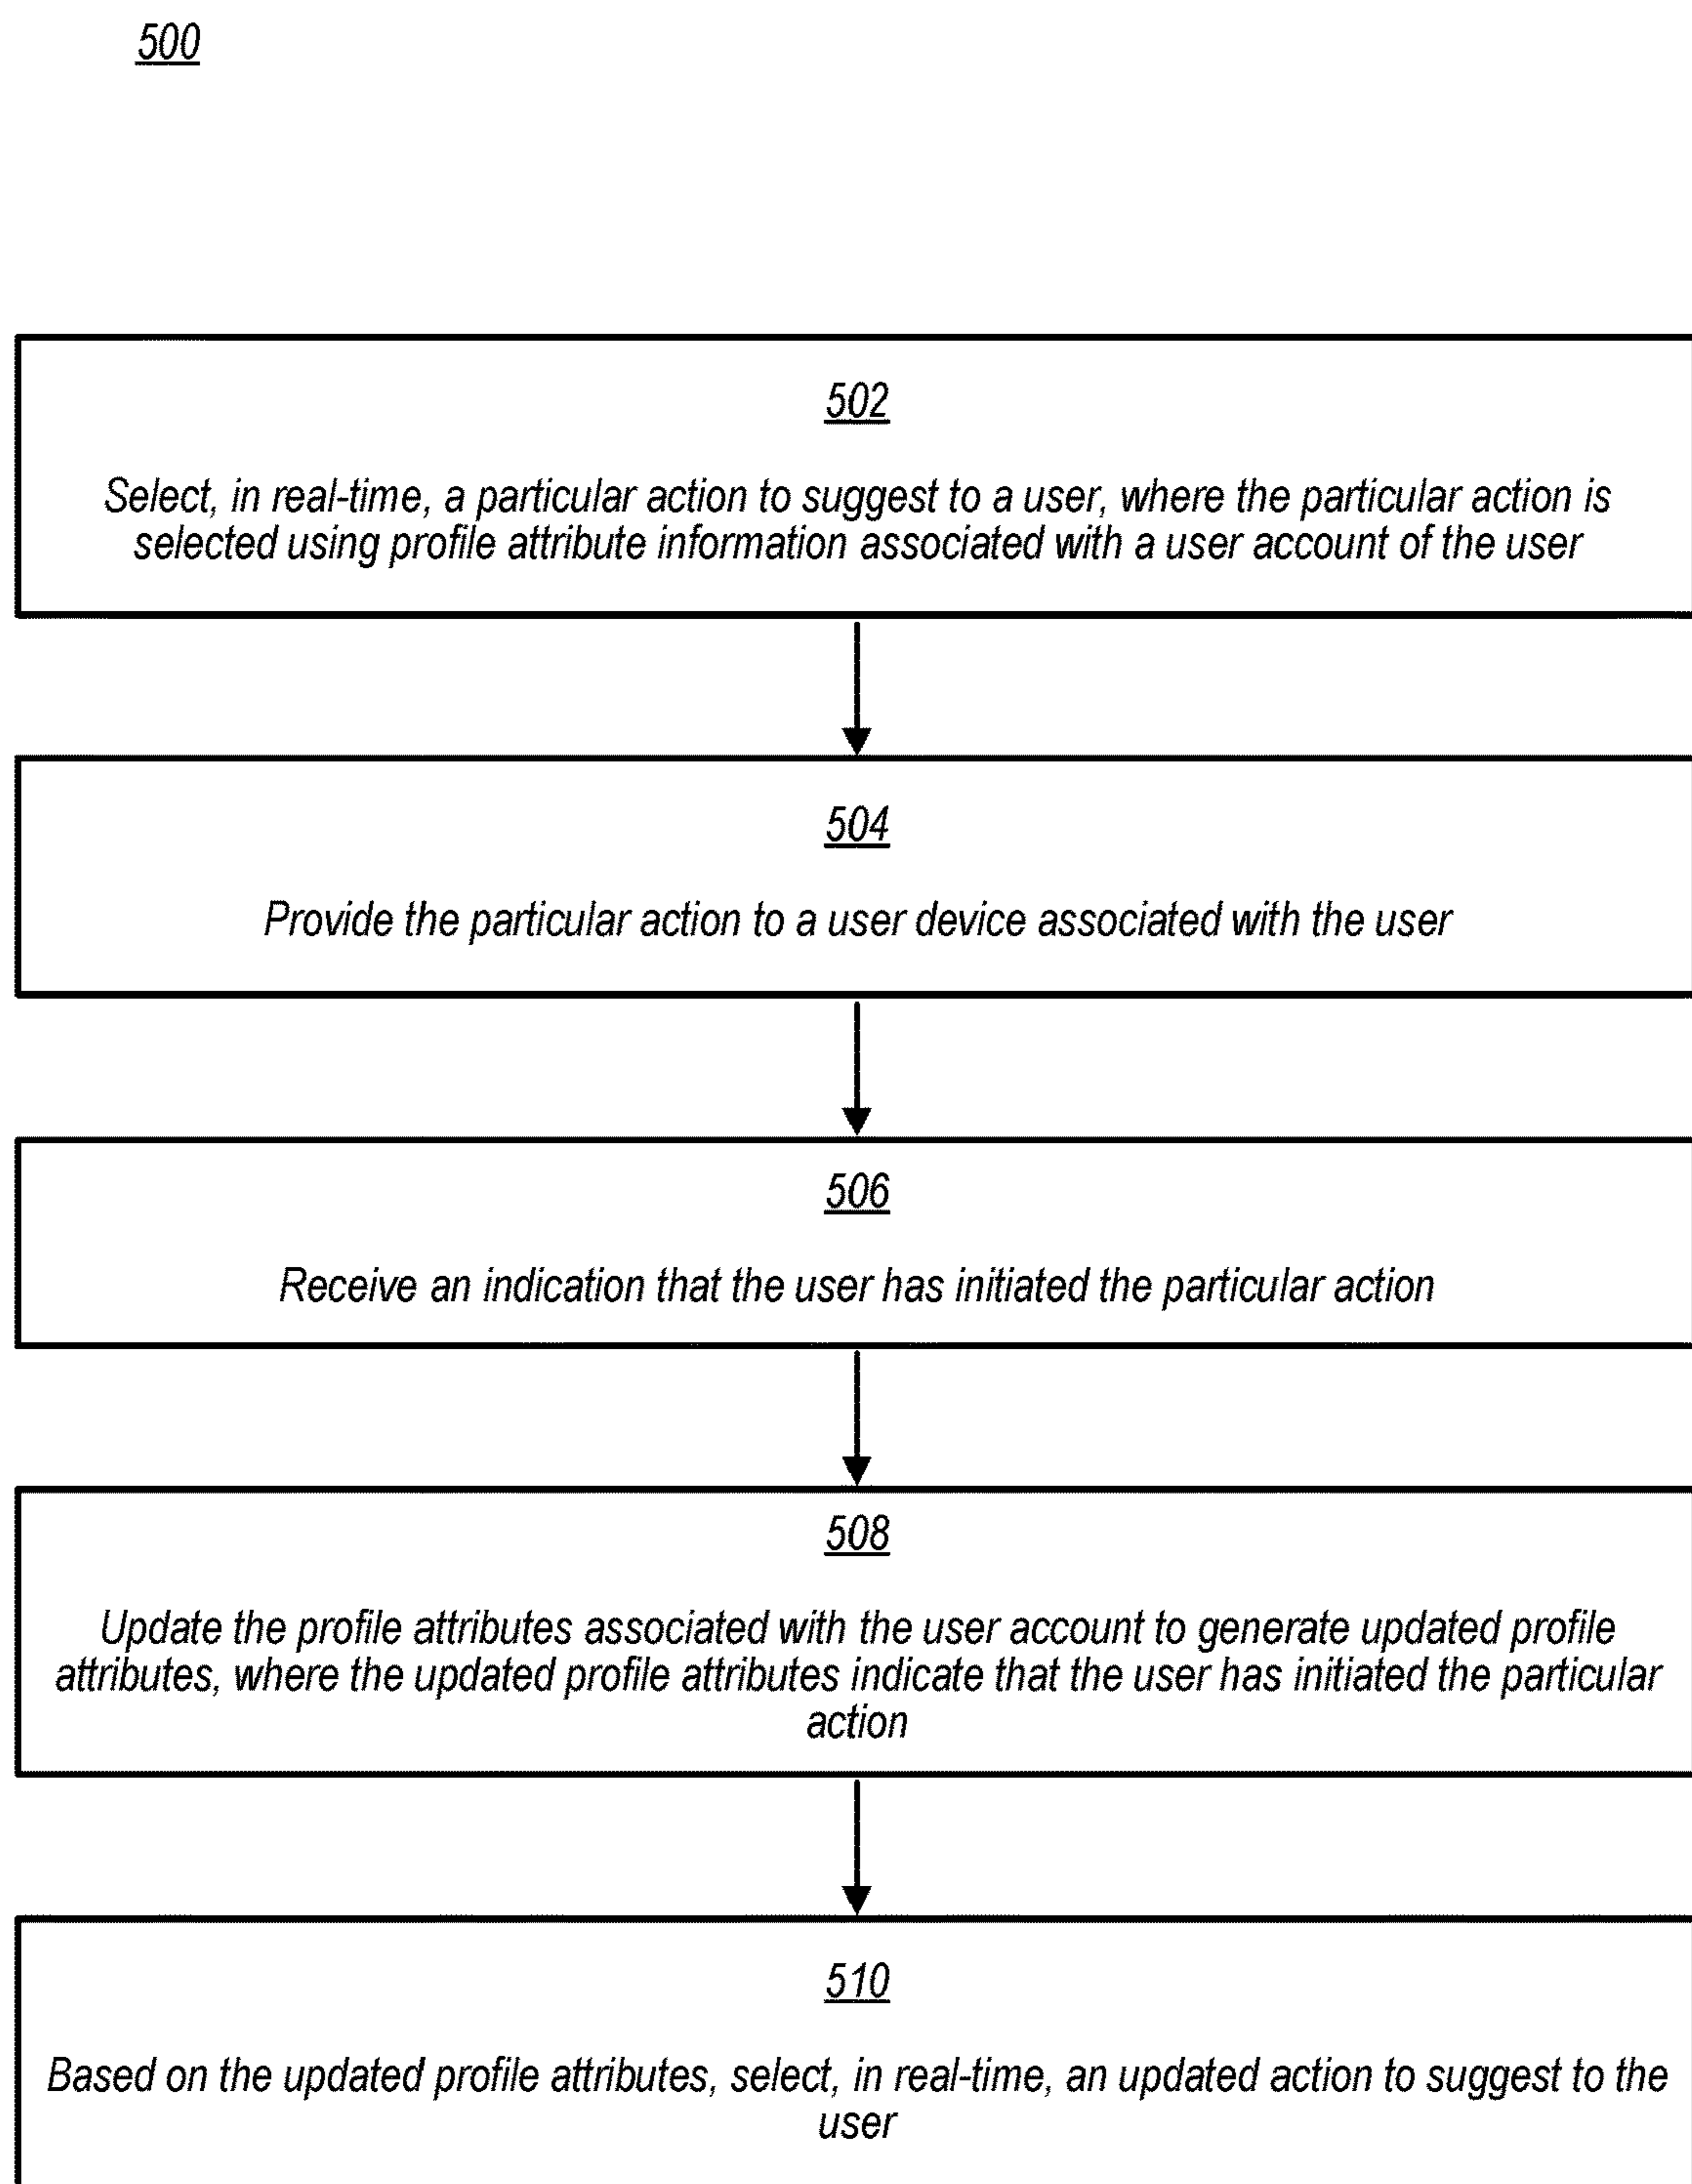 500
502
Select, in real-time, a particular action to suggest to a user, where the particular action is
selected using profile attribute information associated with a user account of the user
504
Provide the particular action to a user device associated with the user
506
Receive an indication that the user has initiated the particular action
508
Update the profile attributes associated with the user account to generate updated profile
attributes, where the updated profile attributes indicate that the user has initiated the particular
action
510
Based on the updated profile attributes, select, in real-time, an updated action to suggest to the
user